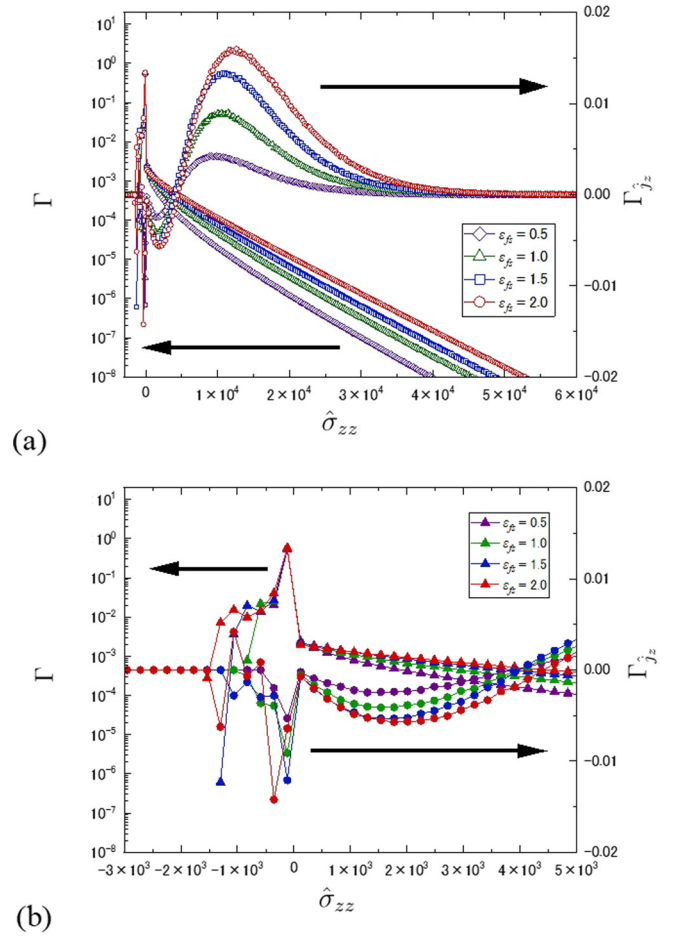 10¹
10⁰
10⁻¹
10⁻²
10⁻³
10⁻⁴
10⁻⁵
10⁻⁶
10⁻⁷
10⁻⁸
Γ
0.02
0.01
0.00
−0.01
−0.02
Γ_ĵ_z
ε_fz = 0.5
ε_fz = 1.0
ε_fz = 1.5
ε_fz = 2.0
0 1×10⁴ 2×10⁴ 3×10⁴ 4×10⁴ 5×10⁴ 6×10⁴
σ̂_zz
(a)
10¹
10⁰
10⁻¹
10⁻²
10⁻³
10⁻⁴
10⁻⁵
10⁻⁶
10⁻⁷
10⁻⁸
Γ
0.02
0.01
0.00
−0.01
−0.02
Γ_ĵ_z
ε_fz = 0.5
ε_fz = 1.0
ε_fz = 1.5
ε_fz = 2.0
−3×10³ −2×10³ −1×10³ 0 1×10³ 2×10³ 3×10³ 4×10³ 5×10³
σ̂_zz
(b)